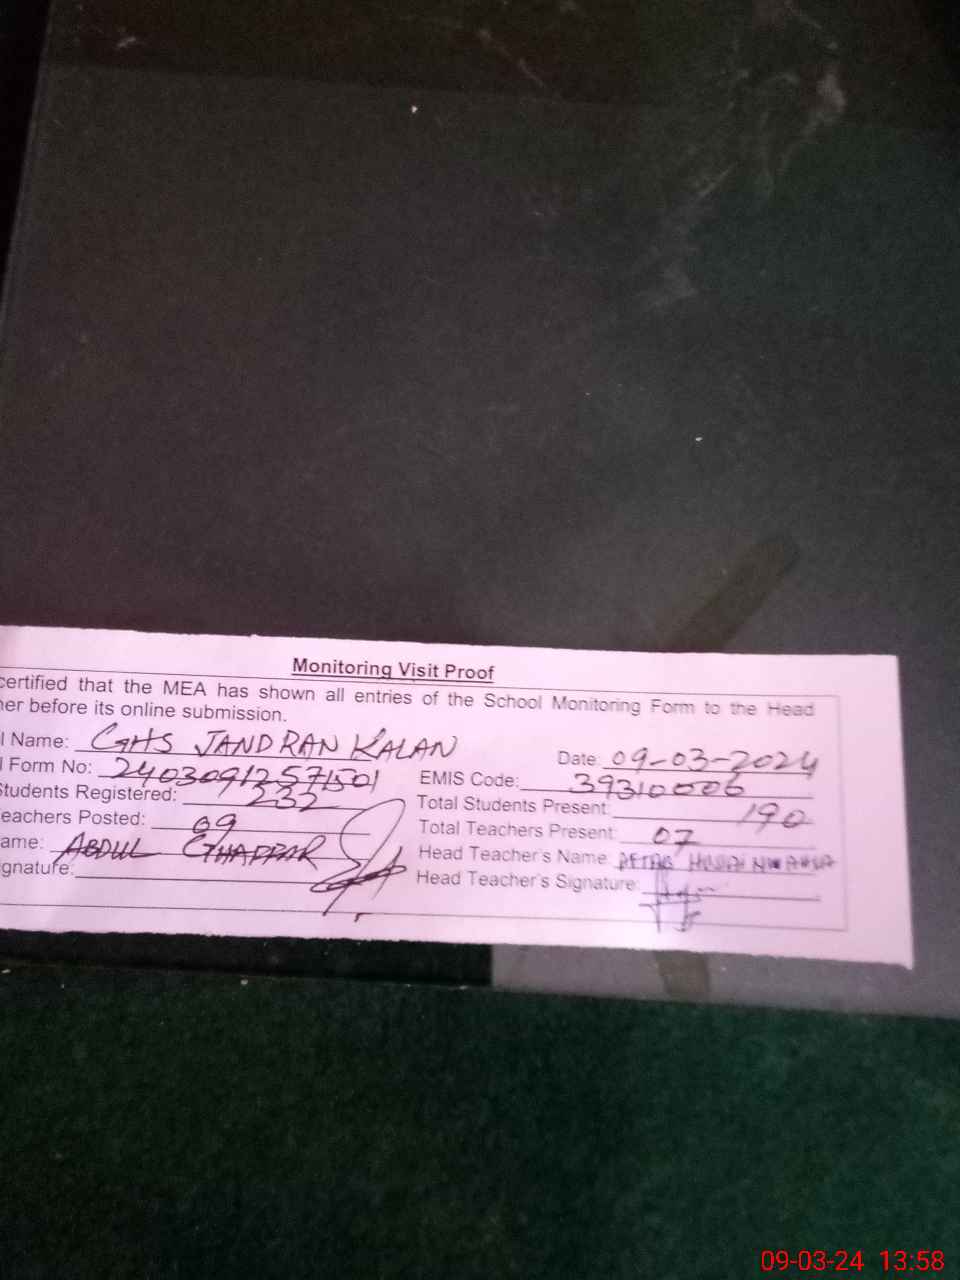 Monitoring Visit Proof
certified that the MEA has shown all entries of the School Monitoring Form to the Head
her before its online submission.
l Name: GHS JANDRAN KALAN Date: 09-03-2024
l Form No: 24030912571501 EMIS Code: 39310006
Students Registered: 232 Total Students Present: 190
eachers Posted: 09 Total Teachers Present: 07
ame: ABDUL GHAFFAR Head Teacher's Name
gnature: Head Teacher's Signature:
09-03-24 13:58